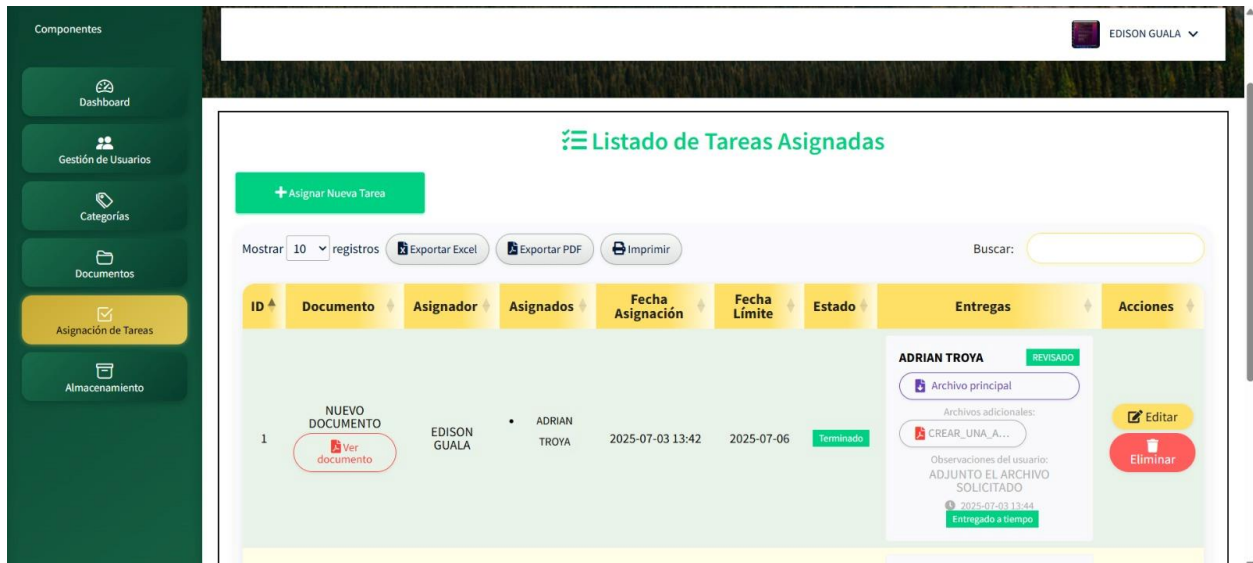 Componentes
EDISON GUALA
Dashboard
Gestión de Usuarios
Categorías
Documentos
Asignación de Tareas
Almacenamiento
Listado de Tareas Asignadas
Asignar Nueva Tarea
Mostrar 10 registros Exportar Excel Exportar PDF Imprimir Buscar:
ID Documento Asignador Asignados Fecha Asignación Fecha Límite Estado Entregas Acciones
1
NUEVO
DOCUMENTO
Ver
documento
EDISON
GUALA
ADRIAN
TROYA
2025-07-03 13:42
2025-07-06
Terminado
ADRIAN TROYA REVISADO
Archivo principal
Archivos adicionales:
CREAR_UNA_A...
Observaciones del usuario:
ADJUNTO EL ARCHIVO
SOLICITADO
2025-07-03 13:44
Entregado a tiempo
Editar
Eliminar